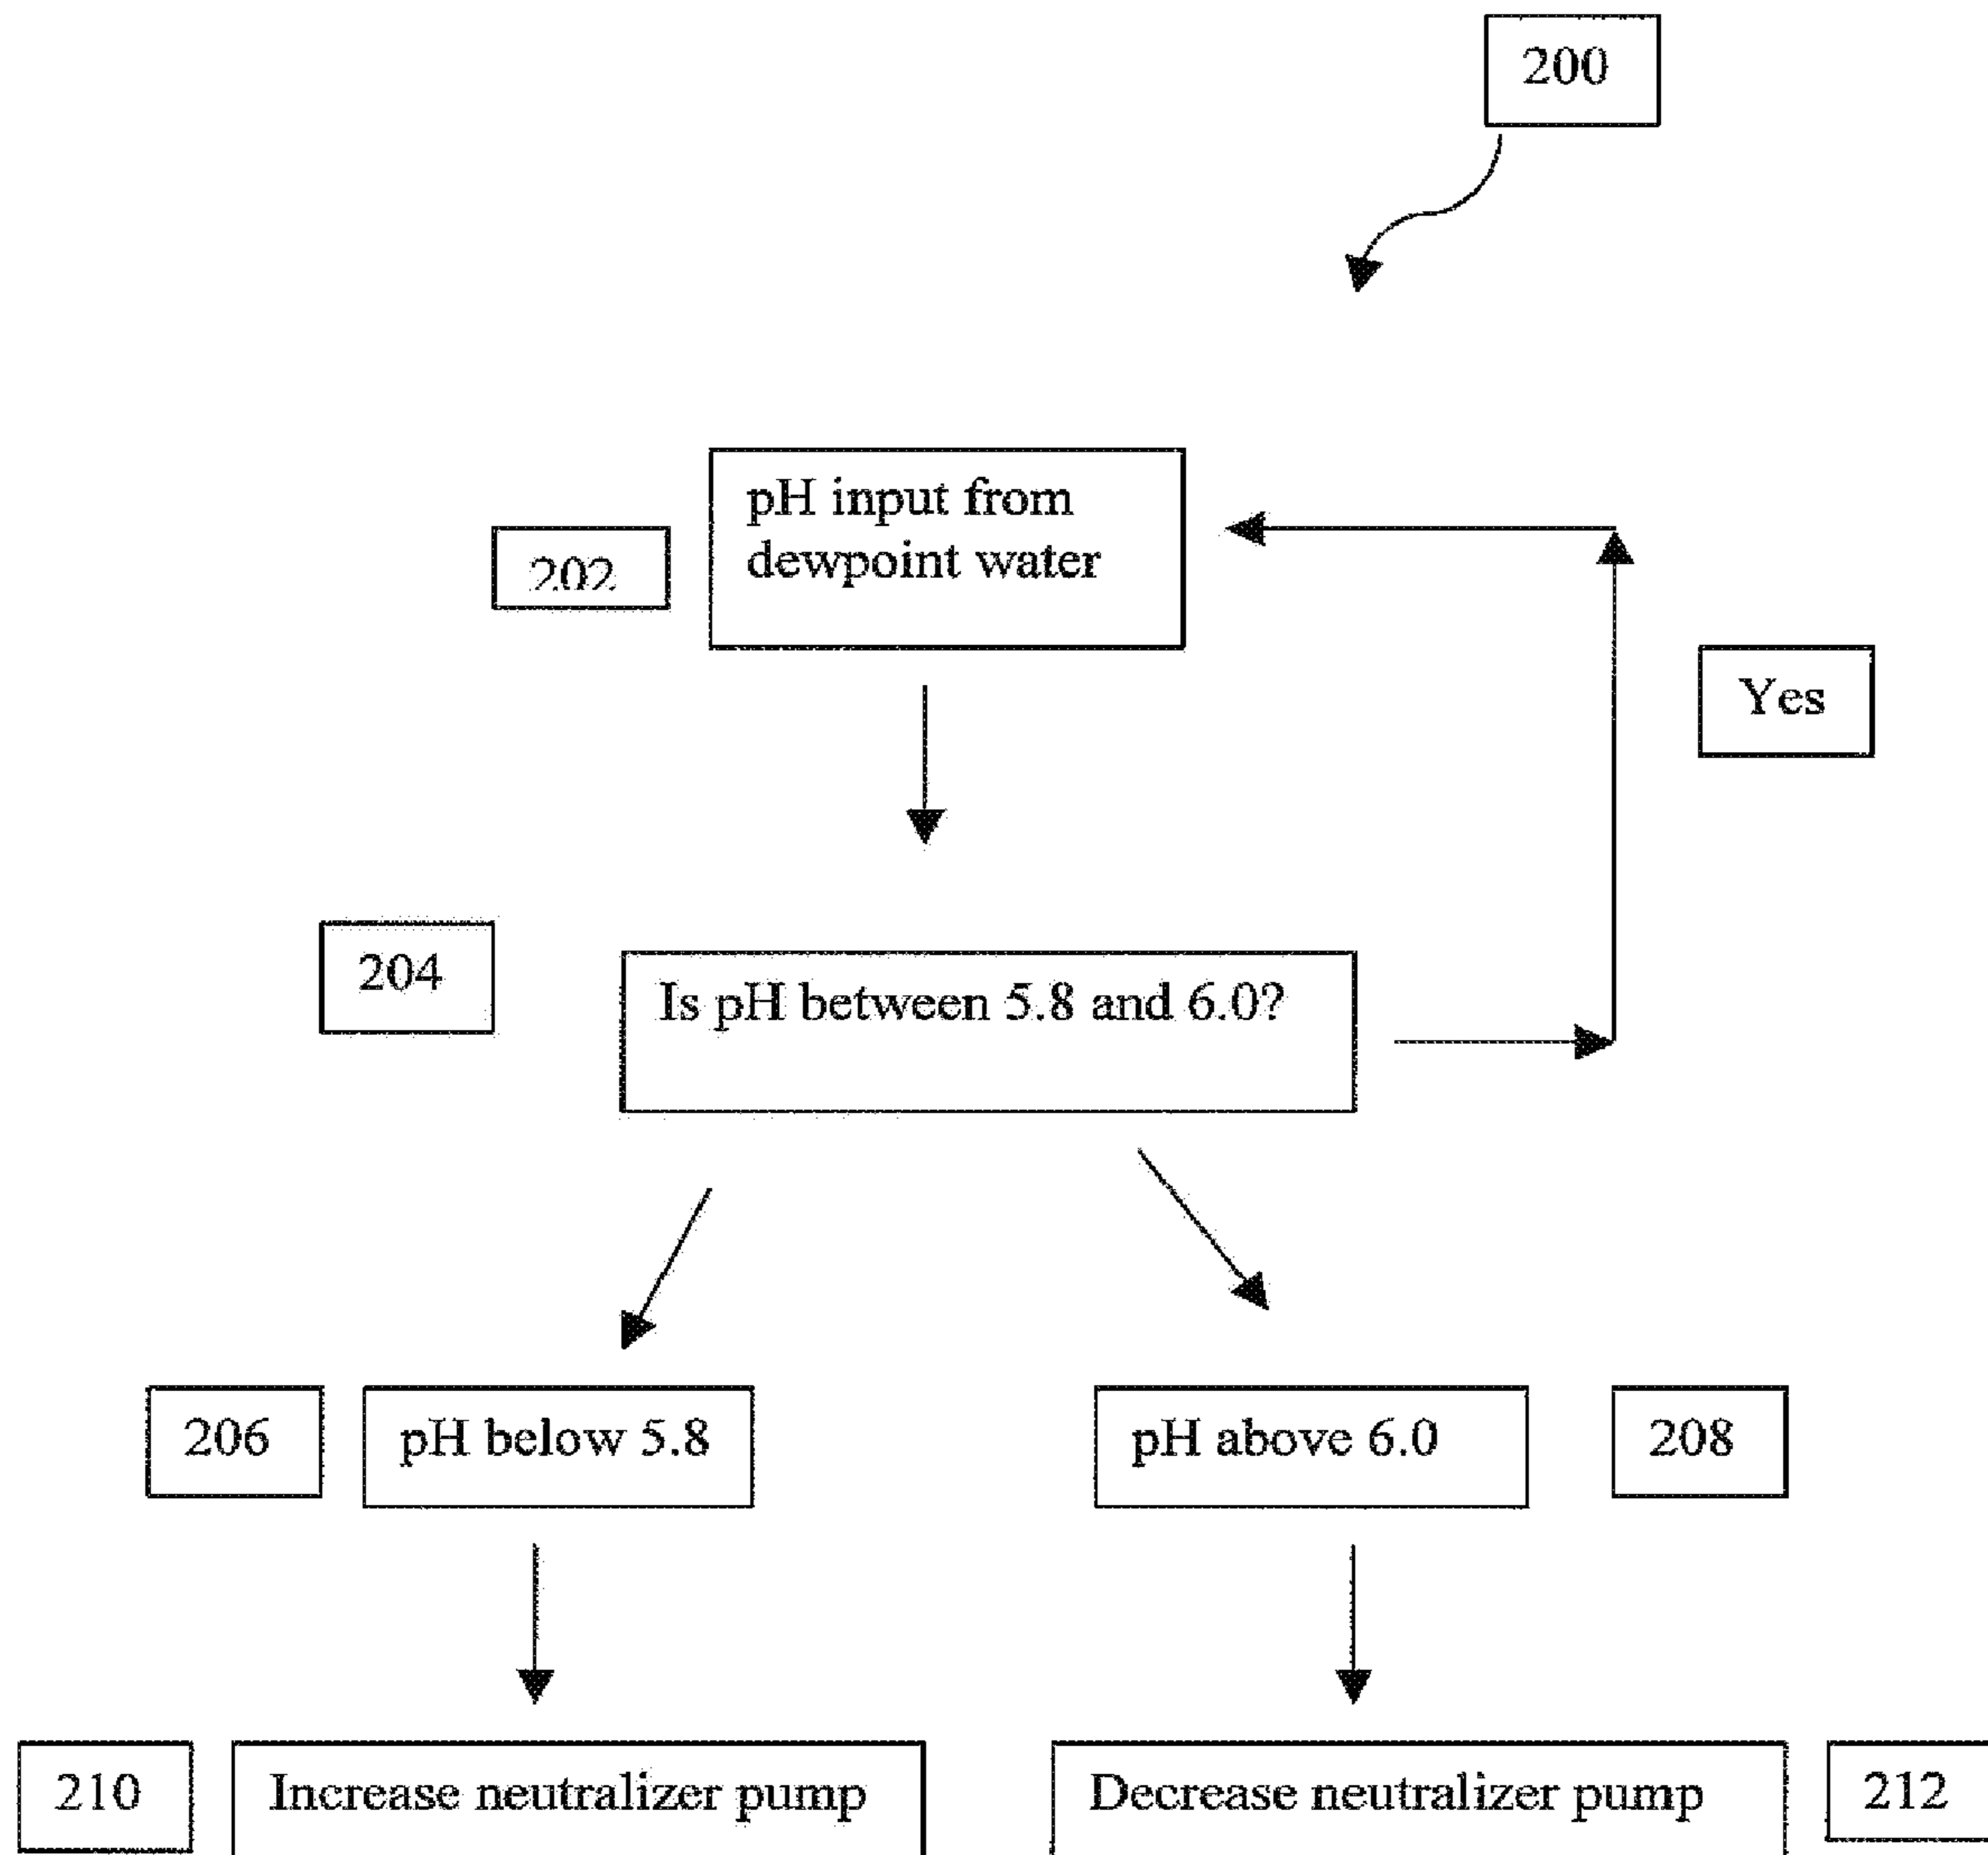 200
pH input from
dewpoint water
202
Yes
204
Is pH between 5.8 and 6.0?
206
pH below 5.8
pH above 6.0
208
210
Increase neutralizer pump
Decrease neutralizer pump
212